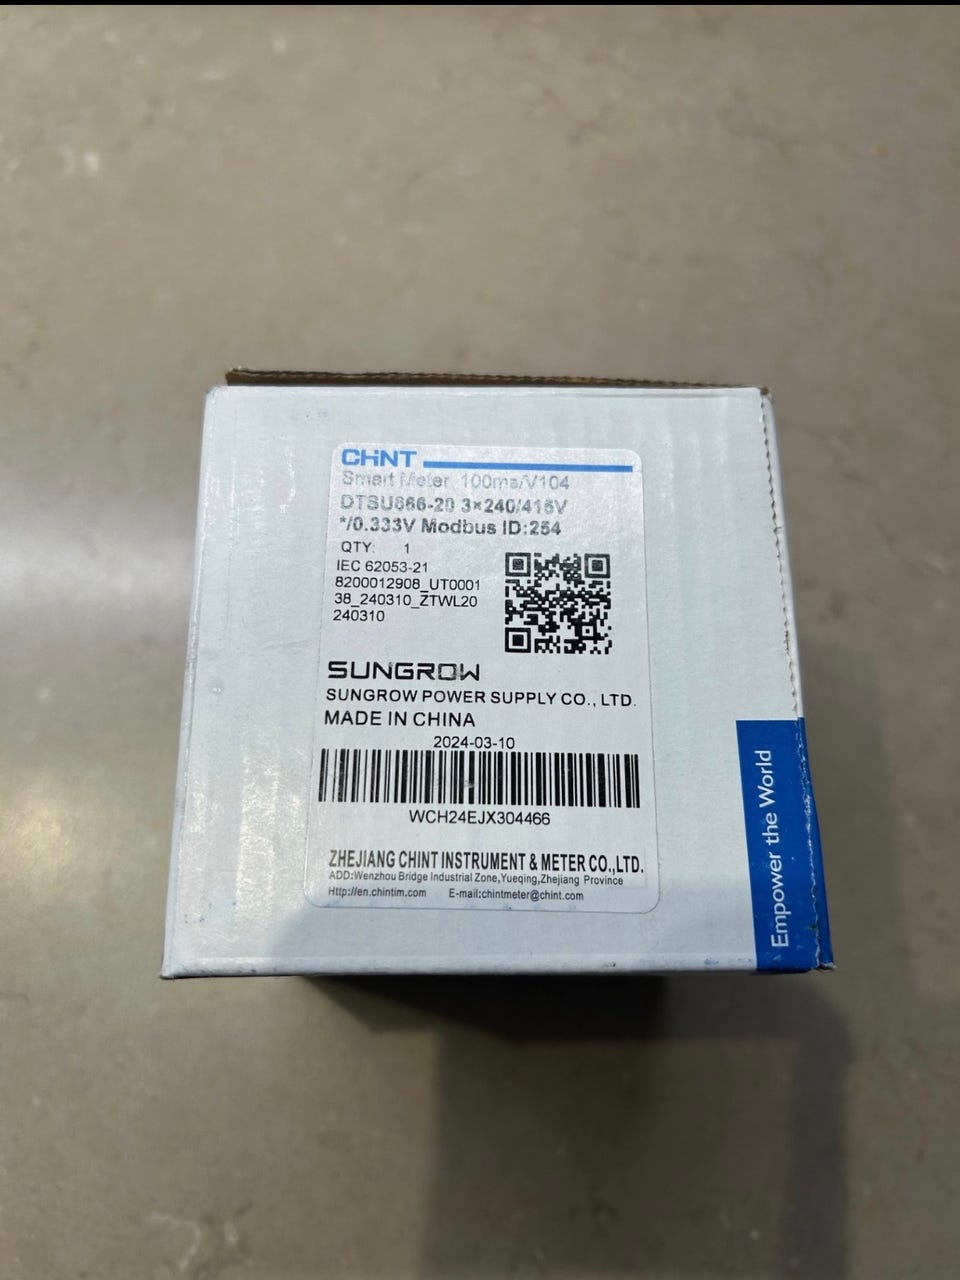 CHNT
Smart Meter 100ms/V104
DTSU666-20 3×240/415V
*/0.333V Modbus ID:254
QTY: 1
IEC 62053-21
8200012908_UT0001
38_240310_ZTWL20
240310
SUNGROW
SUNGROW POWER SUPPLY CO., LTD.
MADE IN CHINA
2024-03-10
WCH24EJX304466
ZHEJIANG CHINT INSTRUMENT & METER CO.,LTD.
ADD:Wenzhou Bridge Industrial Zone,Yueqing,Zhejiang Province
Http://en.chintim.com E-mail:chintmeter@chint.com
Empower the World